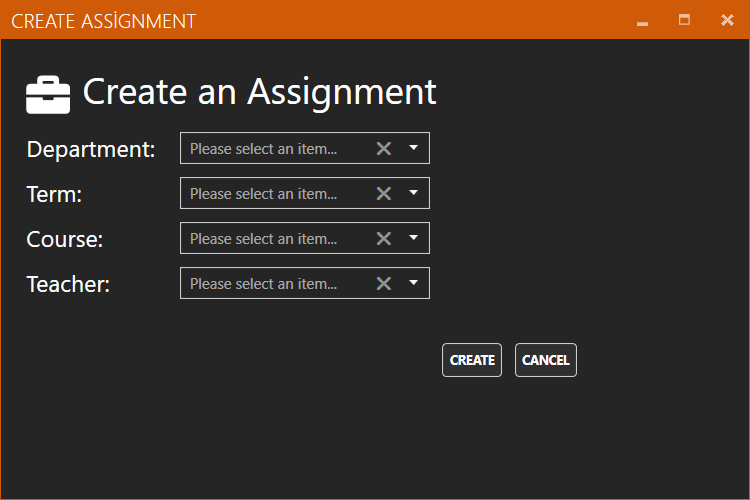 CREATE ASSİGNMENT
Create an Assignment
Department: Please select an item...
Term: Please select an item...
Course: Please select an item...
Teacher: Please select an item...
CREATE CANCEL